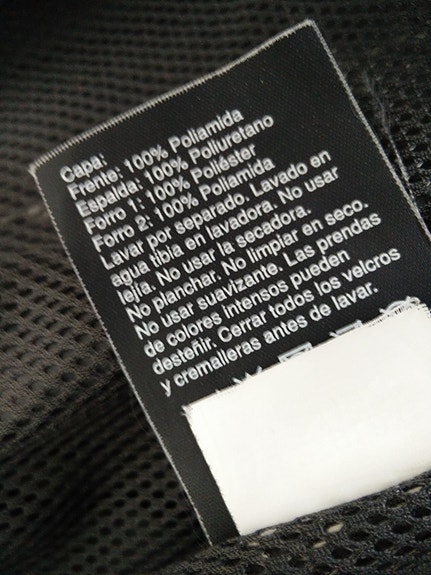 Capa:
Frente: 100% Poliamida
Espalda: 100% Poliuretano
Forro 1: 100% Poliéster
Forro 2: 100% Poliamida
Lavar por separado. Lavado en
agua tibia en lavadora. No usar
lejía. No usar la secadora.
No planchar. No limpiar en seco.
No usar suavizante. Las prendas
de colores intensos pueden
desteñir. Cerrar todos los velcros
y cremalleras antes de lavar.